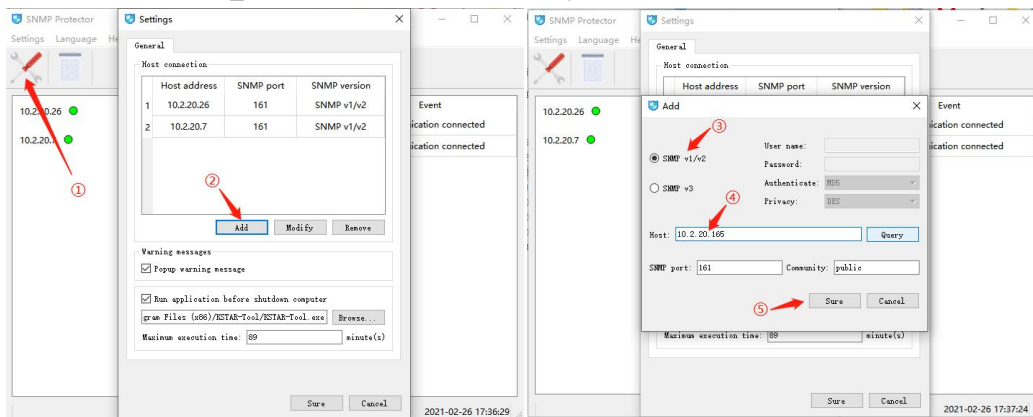 SNMP Protector
Settings Language He
10.2.20.26
10.2.20.7
①
Settings
General
Host connection
Host address SNMP port SNMP version
1 10.2.20.26 161 SNMP v1/v2
2 10.2.20.7 161 SNMP v1/v2
②
Add Modify Remove
Warning messages
Popup warning message
Run application before shutdown computer
gram Files (x86)/KSTAR-Tool/KSTAR-Tool.exe Browse...
Maximum execution time: 89 minute(s)
Sure Cancel
Event
ication connected
ication connected
2021-02-26 17:36:29
SNMP Protector
Settings Language He
10.2.20.26
10.2.20.7
Settings
General
Host connection
Host address SNMP port SNMP version
Add
③
SNMP v1/v2
SNMP v3
User name:
Password:
Authenticate: MD5
Privacy: DES
④
Host: 10.2.20.165 Query
SNMP port: 161 Community: public
⑤
Sure Cancel
Maximum execution time: 89 minute(s)
Sure Cancel
Event
ication connected
ication connected
2021-02-26 17:37:24